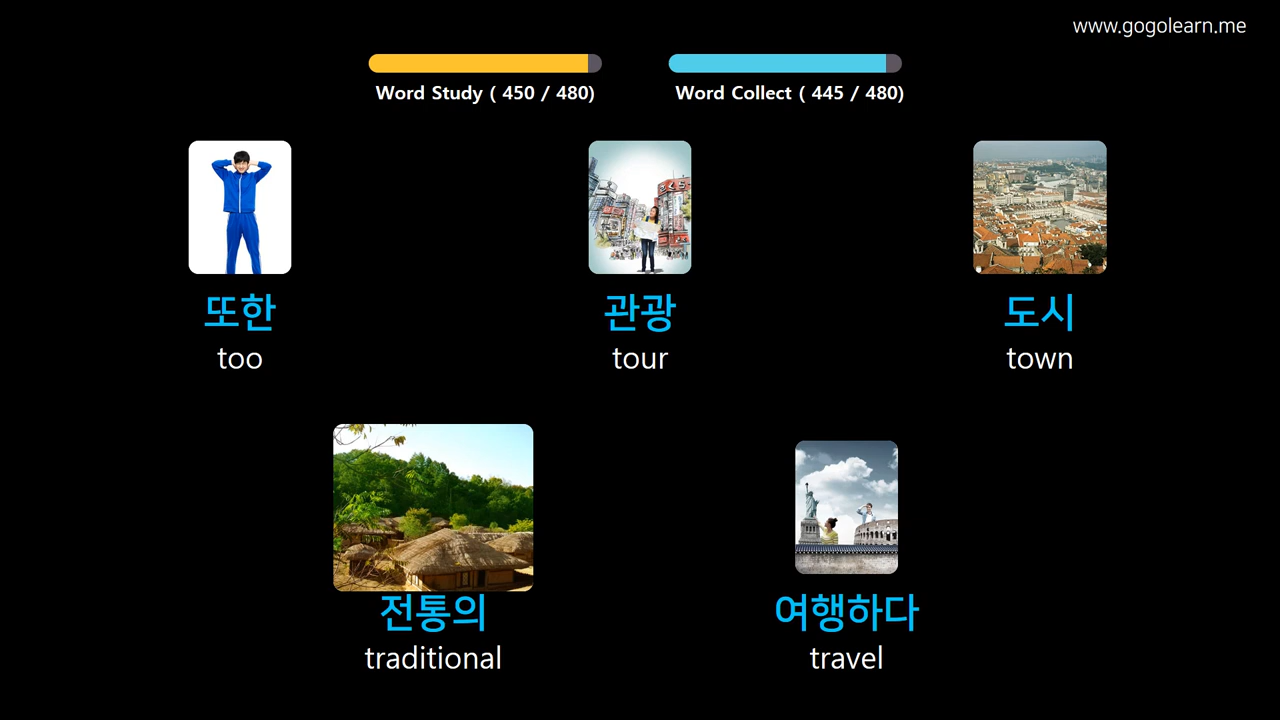 www.gogolearn.me
Word Study ( 450 / 480)
Word Collect ( 445 / 480)
또한
too
관광
tour
도시
town
전통의
traditional
여행하다
travel